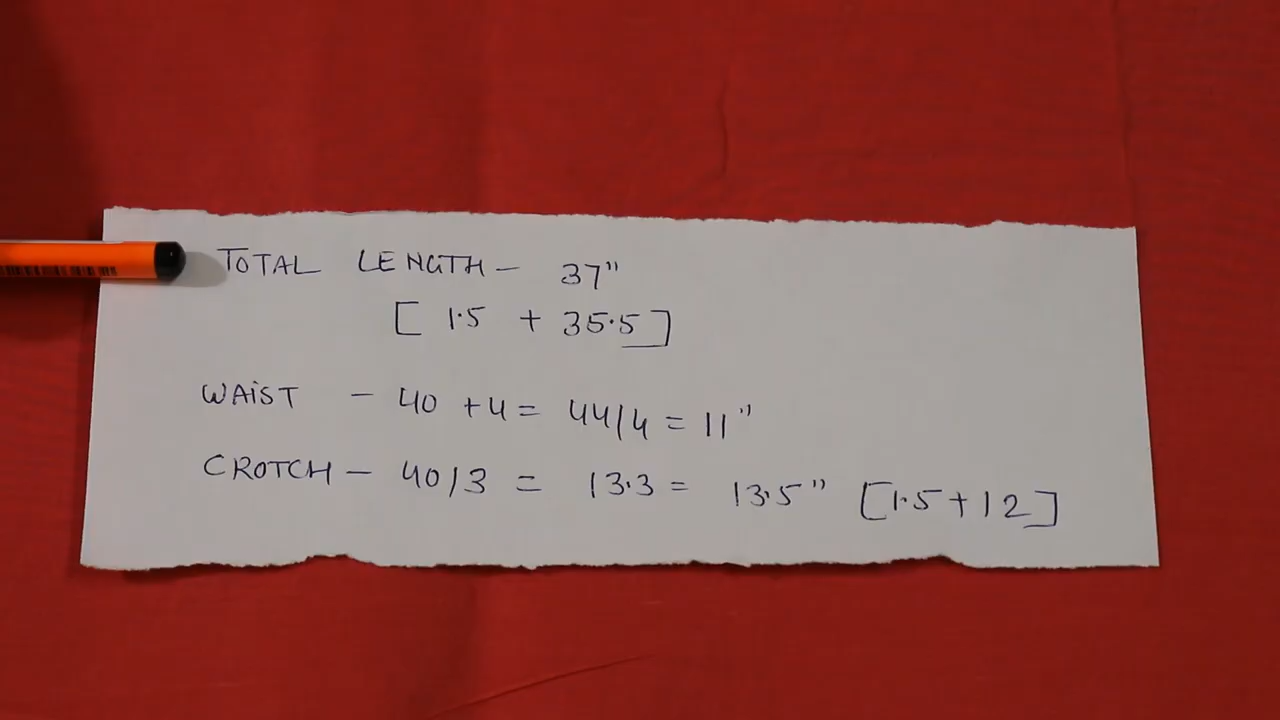 TOTAL LENGTH - 37"
[ 1.5 + 35.5 ]
WAIST - 40 + 4 = 44/4 = 11"
CROTCH - 40/3 = 13.3 = 13.5" [1.5 + 12]